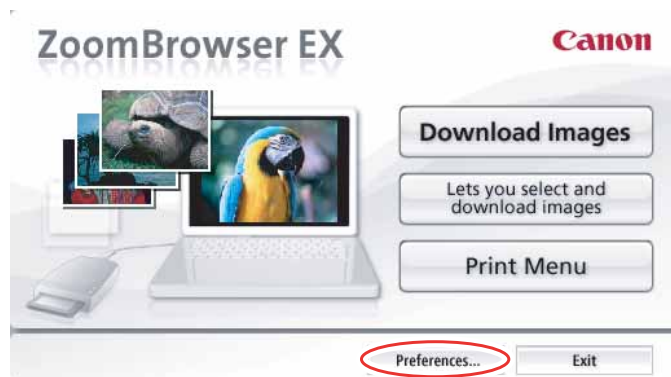 ZoomBrowser EX
Canon
Download Images
Lets you select and
download images
Print Menu
Preferences...
Exit